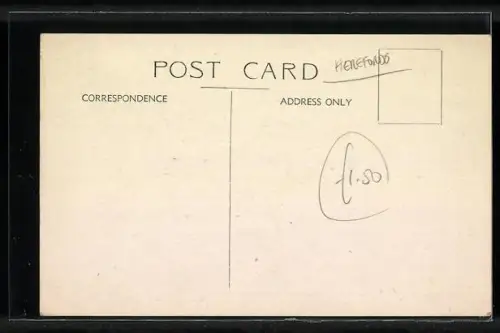 POST CARD
HEREFORDS
CORRESPONDENCE
ADDRESS ONLY
£1.50